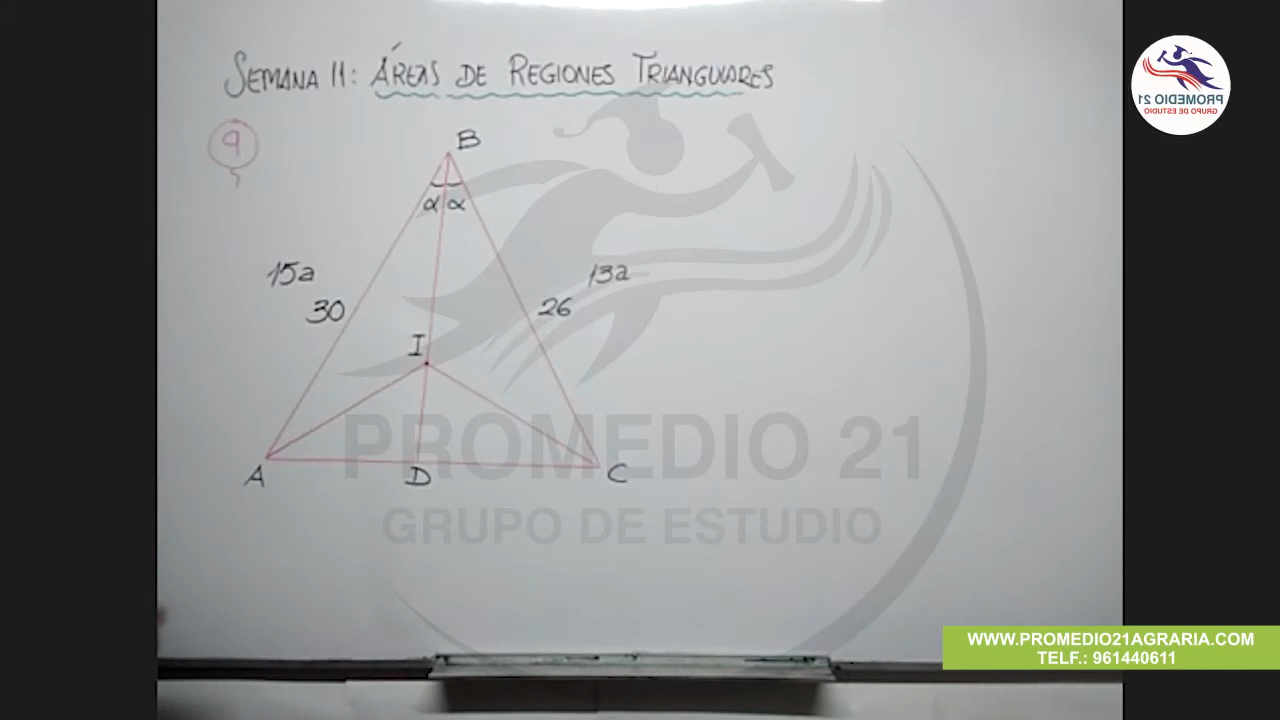 SEMANA 11: ÁREAS DE REGIONES TRIANGULARES
9
B
α α
15a
13a
30
26
I
A
D
C
PROMEDIO 21
GRUPO DE ESTUDIO
PROMEDIO 21
GRUPO DE ESTUDIO
WWW.PROMEDIO21AGRARIA.COM
TELF.: 961440611